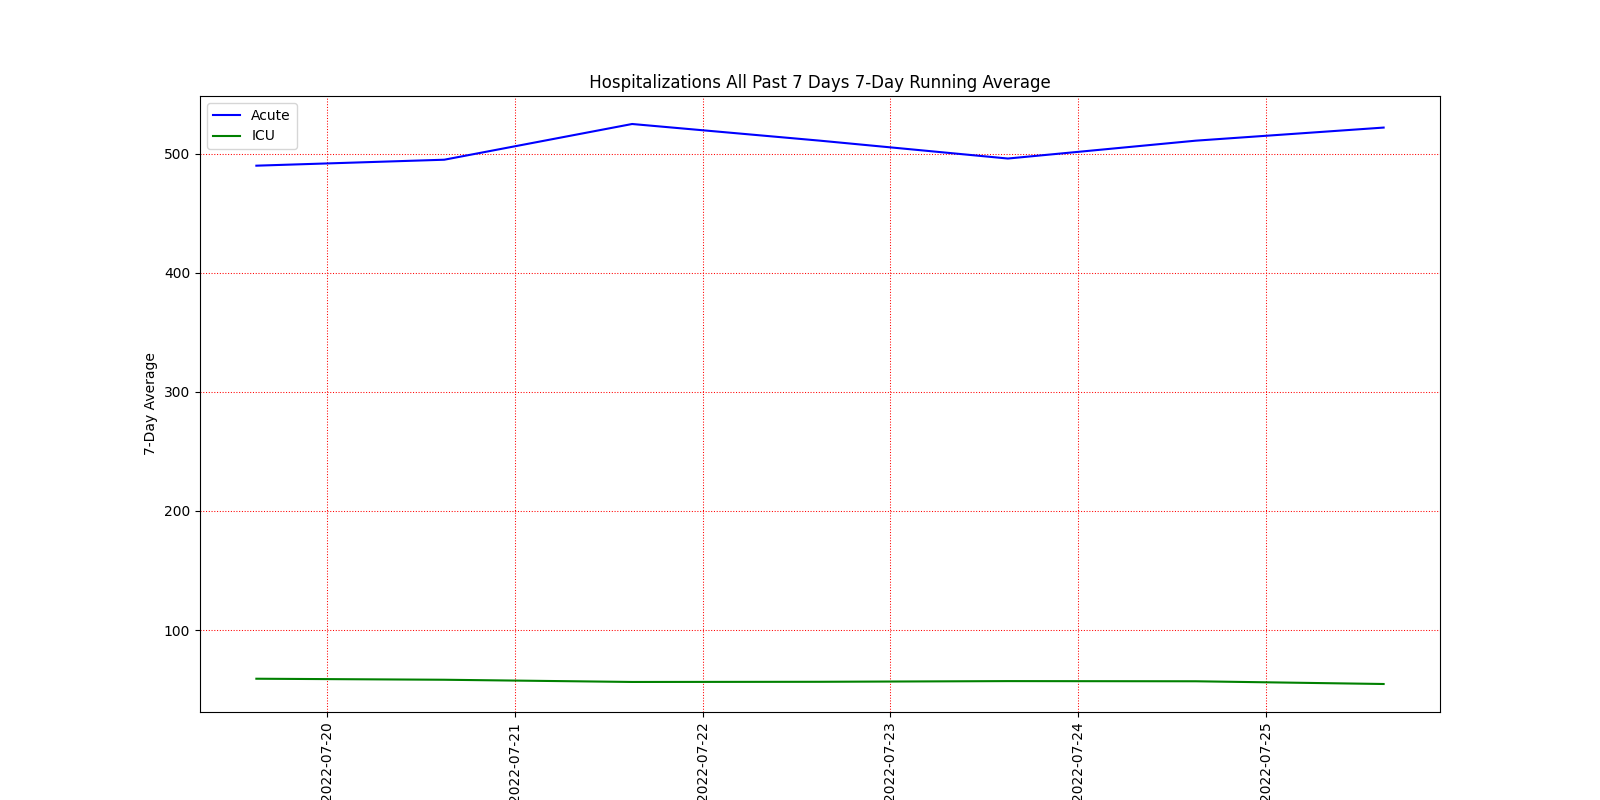 Hospitalizations All Past 7 Days 7-Day Running Average
Acute
ICU
7-Day Average
500
400
300
200
100
2022-07-20
2022-07-21
2022-07-22
2022-07-23
2022-07-24
2022-07-25